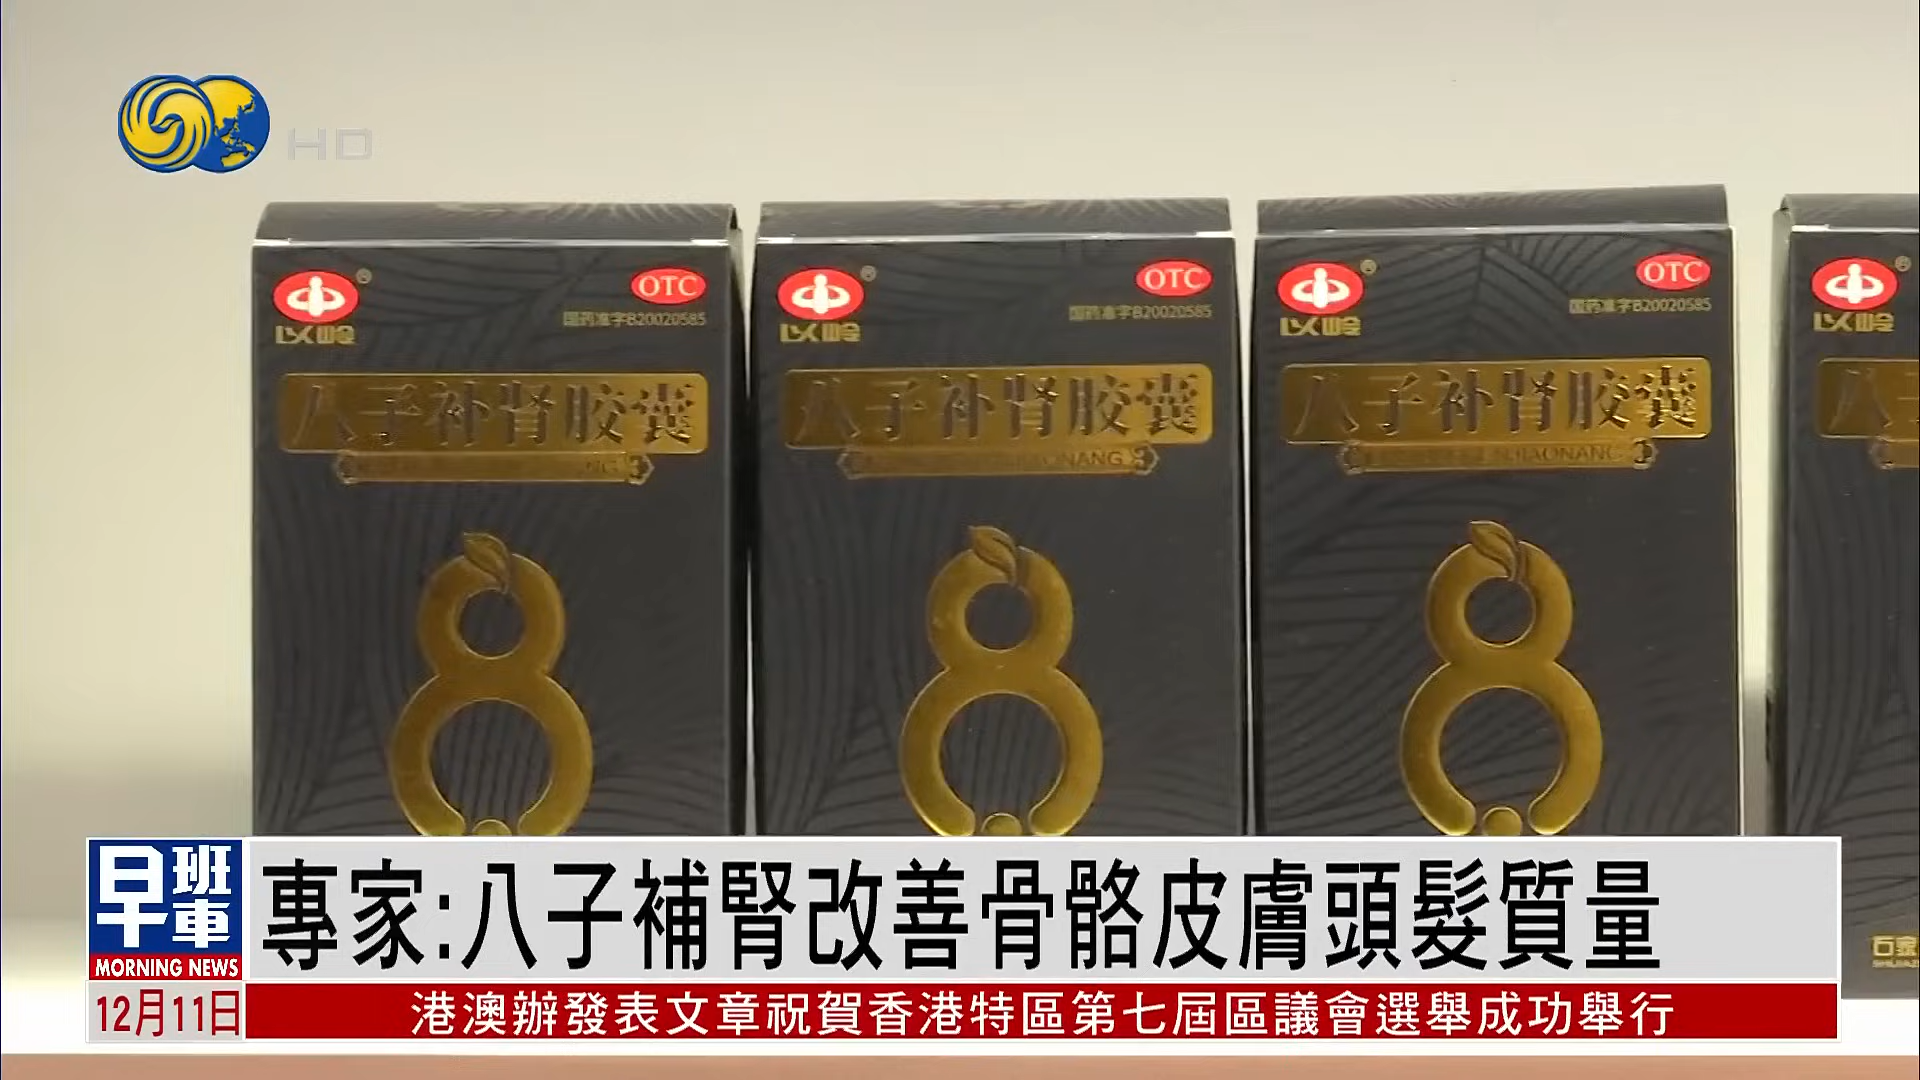 HD
OTC
国药准字B20020585
以岭
八子补肾胶囊
OTC
国药准字B20020585
以岭
八子补肾胶囊
JIAONANG
OTC
国药准字B20020585
以岭
八子补肾胶囊
JIAONANG
以岭
八子
早班車
MORNING NEWS
專家:八子補腎改善骨骼皮膚頭髮質量
12月11日
港澳辦發表文章祝賀香港特區第七屆區議會選舉成功舉行
石家